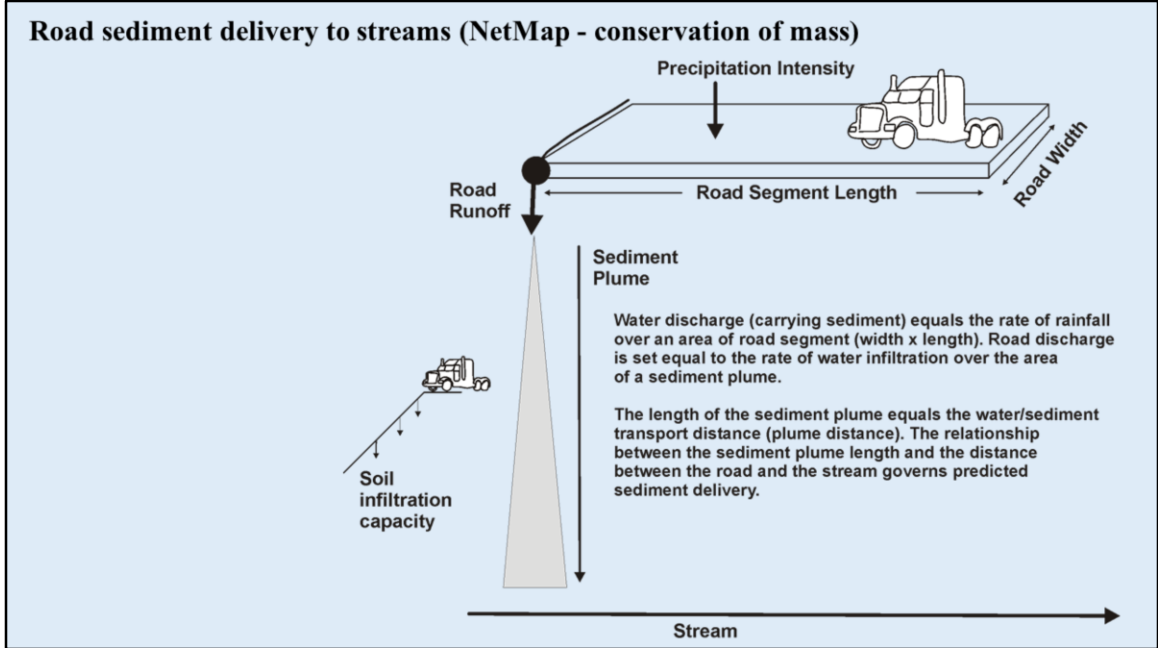 Road sediment delivery to streams (NetMap - conservation of mass)
Precipitation Intensity
Road Width
Road
Runoff
Road Segment Length
Sediment
Plume
Water discharge (carrying sediment) equals the rate of rainfall
over an area of road segment (width x length). Road discharge
is set equal to the rate of water infiltration over the area
of a sediment plume.
The length of the sediment plume equals the water/sediment
transport distance (plume distance). The relationship
between the sediment plume length and the distance
between the road and the stream governs predicted
sediment delivery.
Soil
infiltration
capacity
Stream